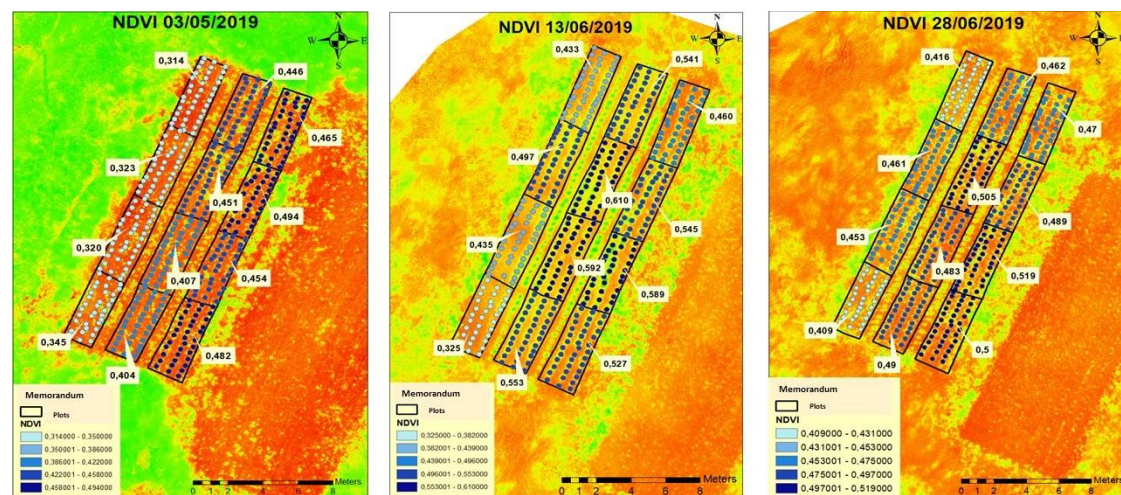 NDVI 03/05/2019
N
W E
S
0,314
0,446
0,465
0,323
0,451
0,494
0,320
0,407
0,454
0,345
0,482
0,404
Memorandum
Plots
NDVI
0,314000 - 0,350000
0,350001 - 0,386000
0,386001 - 0,422000
0,422001 - 0,458000
0,458001 - 0,494000
Meters
0 1 2 4 6 8
NDVI 13/06/2019
N
W E
S
0,433
0,541
0,460
0,497
0,610
0,545
0,435
0,592
0,589
0,325
0,527
0,553
Memorandum
Plots
NDVI
0,325000 - 0,382000
0,382001 - 0,439000
0,439001 - 0,496000
0,496001 - 0,553000
0,553001 - 0,610000
Meters
0 1 2 4 6 8
NDVI 28/06/2019
N
W E
S
0,416
0,462
0,47
0,461
0,505
0,489
0,453
0,483
0,519
0,409
0,5
0,49
Memorandum
Plots
NDVI
0,409000 - 0,431000
0,431001 - 0,453000
0,453001 - 0,475000
0,475001 - 0,497000
0,497001 - 0,519000
Meters
0 1 2 4 6 8